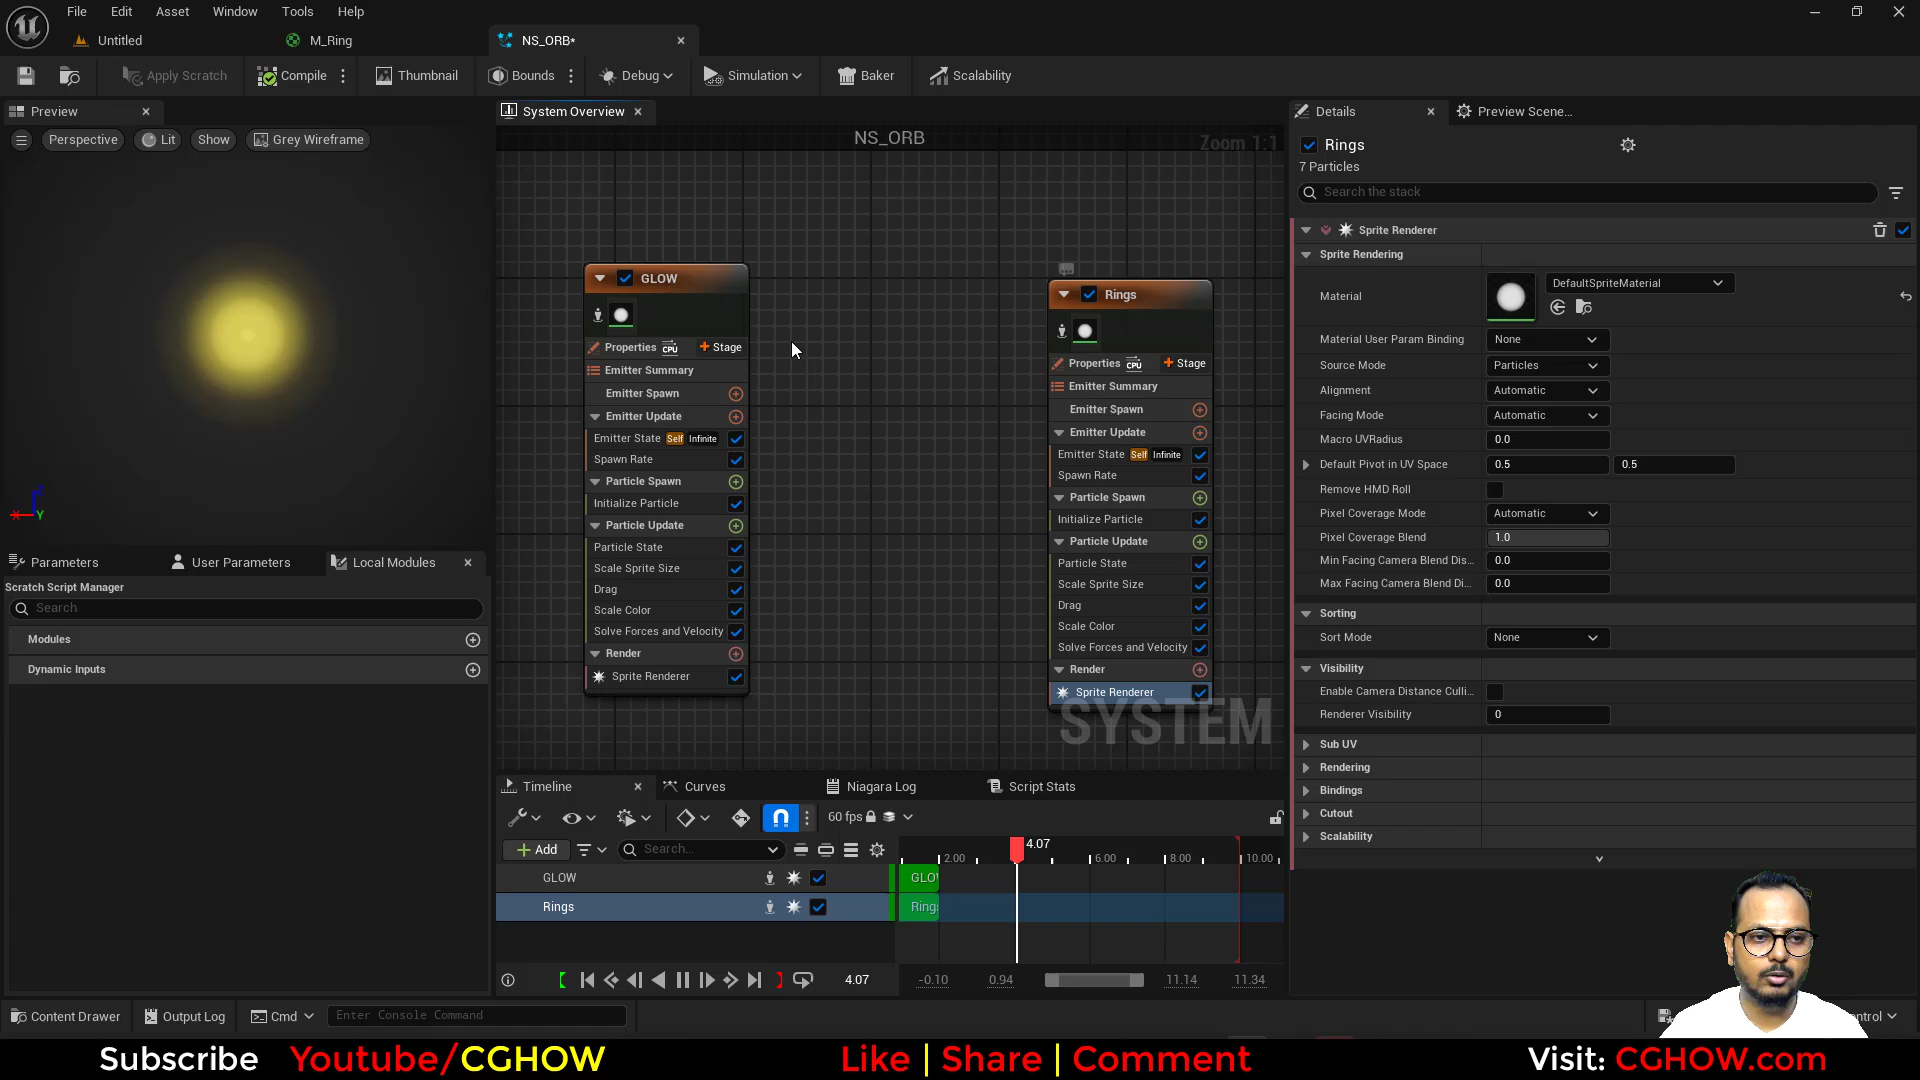 File Edit Asset Window Tools Help
Untitled M_Ring NS_ORB*
Apply Scratch Compile Thumbnail Bounds Debug Simulation Baker Scalability
Preview
Perspective Lit Show Grey Wireframe
X Y Z
Parameters User Parameters Local Modules
Scratch Script Manager
Search
Modules
Dynamic Inputs
System Overview
NS_ORB
Zoom 1:1
GLOW
Properties CPU Stage
Emitter Summary
Emitter Spawn
Emitter Update
Emitter State Self Infinite
Spawn Rate
Particle Spawn
Initialize Particle
Particle Update
Particle State
Scale Sprite Size
Drag
Scale Color
Solve Forces and Velocity
Render
Sprite Renderer
Rings
Properties CPU Stage
Emitter Summary
Emitter Spawn
Emitter Update
Emitter State Self Infinite
Spawn Rate
Particle Spawn
Initialize Particle
Particle Update
Particle State
Scale Sprite Size
Drag
Scale Color
Solve Forces and Velocity
Render
Sprite Renderer
SYSTEM
Timeline Curves Niagara Log Script Stats
60 fps
Add Search... 4.07
2.00 6.00 8.00 10.00
GLOW
Rings
4.07 -0.10 0.94 11.14 11.34
Details Preview Scene...
Rings
7 Particles
Search the stack
Sprite Renderer
Sprite Rendering
Material DefaultSpriteMaterial
Material User Param Binding None
Source Mode Particles
Alignment Automatic
Facing Mode Automatic
Macro UVRadius 0.0
Default Pivot in UV Space 0.5 0.5
Remove HMD Roll
Pixel Coverage Mode Automatic
Pixel Coverage Blend 1.0
Min Facing Camera Blend Dis... 0.0
Max Facing Camera Blend Di... 0.0
Sorting
Sort Mode None
Visibility
Enable Camera Distance Culli...
Renderer Visibility 0
Sub UV
Rendering
Bindings
Cutout
Scalability
Content Drawer Output Log Cmd Enter Console Command
Subscribe Youtube/CGHOW Like | Share | Comment Visit: CGHOW.com